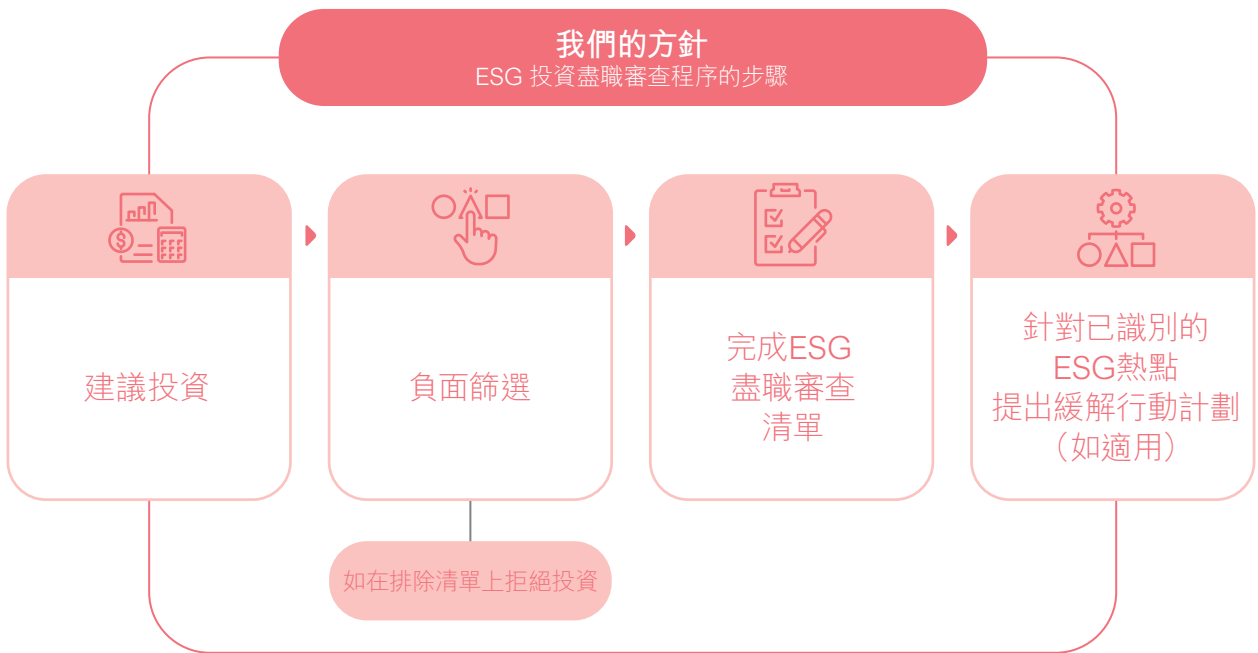 我們的方針
ESG 投資盡職審查程序的步驟
$
建議投資
負面篩選
完成ESG
盡職審查
清單
針對已識別的
ESG熱點
提出緩解行動計劃
（如適用）
如在排除清單上拒絕投資